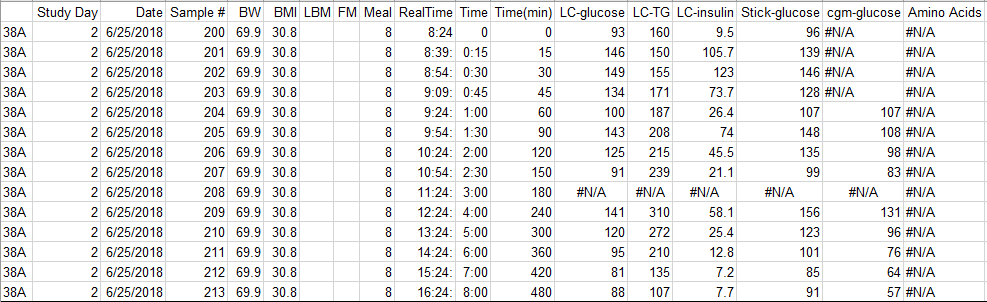 Study Day Date Sample # BW BMI LBM FM Meal RealTime Time Time(min) LC-glucose LC-TG LC-insulin Stick-glucose cgm-glucose Amino Acids
38A 2 6/25/2018 200 69.9 30.8 8 8:24 0 0 93 160 9.5 96 #N/A #N/A
38A 2 6/25/2018 201 69.9 30.8 8 8:39: 0:15 15 146 150 105.7 139 #N/A #N/A
38A 2 6/25/2018 202 69.9 30.8 8 8:54: 0:30 30 149 155 123 146 #N/A #N/A
38A 2 6/25/2018 203 69.9 30.8 8 9:09: 0:45 45 134 171 73.7 128 #N/A #N/A
38A 2 6/25/2018 204 69.9 30.8 8 9:24: 1:00 60 100 187 26.4 107 107 #N/A
38A 2 6/25/2018 205 69.9 30.8 8 9:54: 1:30 90 143 208 74 148 108 #N/A
38A 2 6/25/2018 206 69.9 30.8 8 10:24: 2:00 120 125 215 45.5 135 98 #N/A
38A 2 6/25/2018 207 69.9 30.8 8 10:54: 2:30 150 91 239 21.1 99 83 #N/A
38A 2 6/25/2018 208 69.9 30.8 8 11:24: 3:00 180 #N/A #N/A #N/A #N/A #N/A #N/A
38A 2 6/25/2018 209 69.9 30.8 8 12:24: 4:00 240 141 310 58.1 156 131 #N/A
38A 2 6/25/2018 210 69.9 30.8 8 13:24: 5:00 300 120 272 25.4 123 96 #N/A
38A 2 6/25/2018 211 69.9 30.8 8 14:24: 6:00 360 95 210 12.8 101 76 #N/A
38A 2 6/25/2018 212 69.9 30.8 8 15:24: 7:00 420 81 135 7.2 85 64 #N/A
38A 2 6/25/2018 213 69.9 30.8 8 16:24: 8:00 480 88 107 7.7 91 57 #N/A